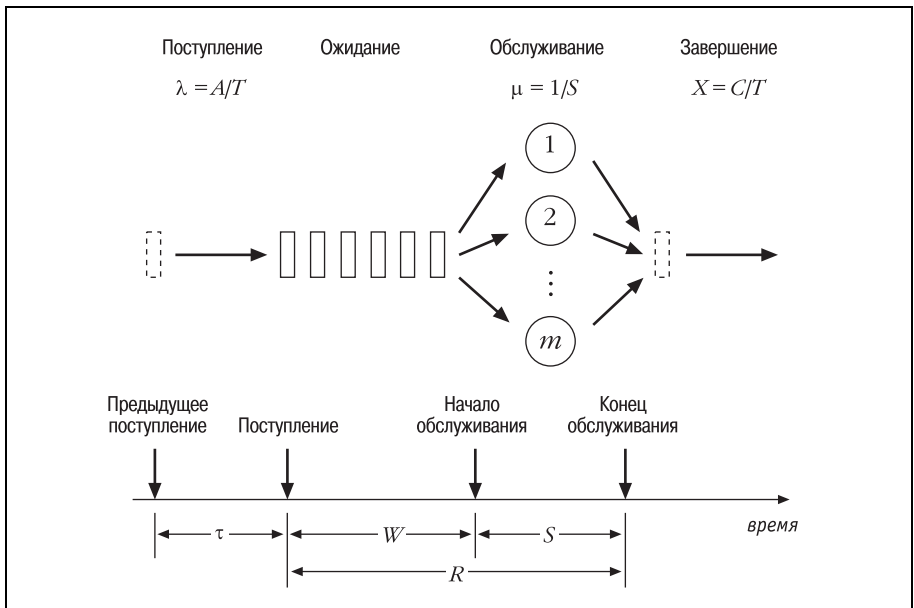 Поступление
Ожидание
Обслуживание
Завершение
λ = A/T
μ = 1/S
X = C/T
1
2
⋮
m
Предыдущее
поступление
Поступление
Начало
обслуживания
Конец
обслуживания
время
τ
W
S
R